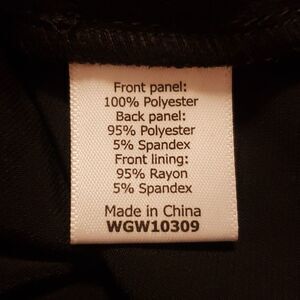 Front panel:
100% Polyester
Back panel:
95% Polyester
5% Spandex
Front lining:
95% Rayon
5% Spandex
Made in China
WGW10309